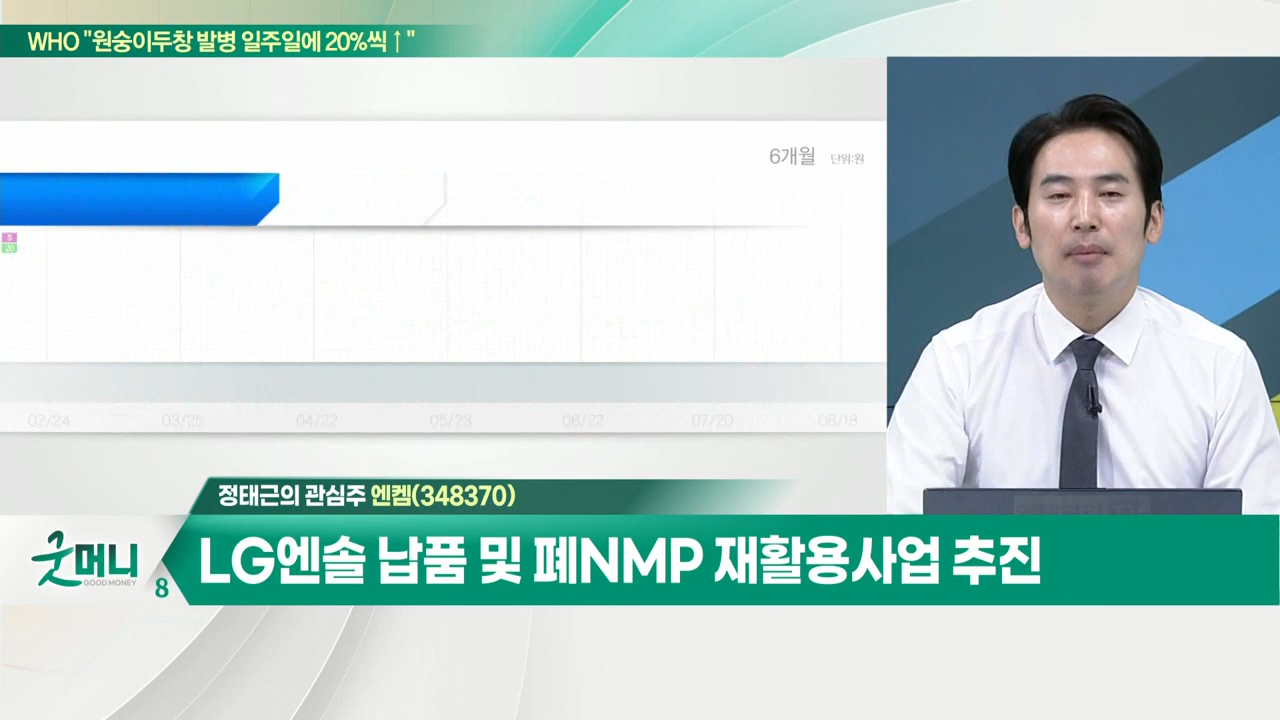 WHO "원숭이두창 발병 일주일에 20%씩↑"
6개월 단위:원
5
20
02/24 03/25 04/22 05/23 06/22 07/20 08/18
정태근의 관심주 엔켐(348370)
굿머니
GOOD MONEY
8
LG엔솔 납품 및 폐NMP 재활용사업 추진